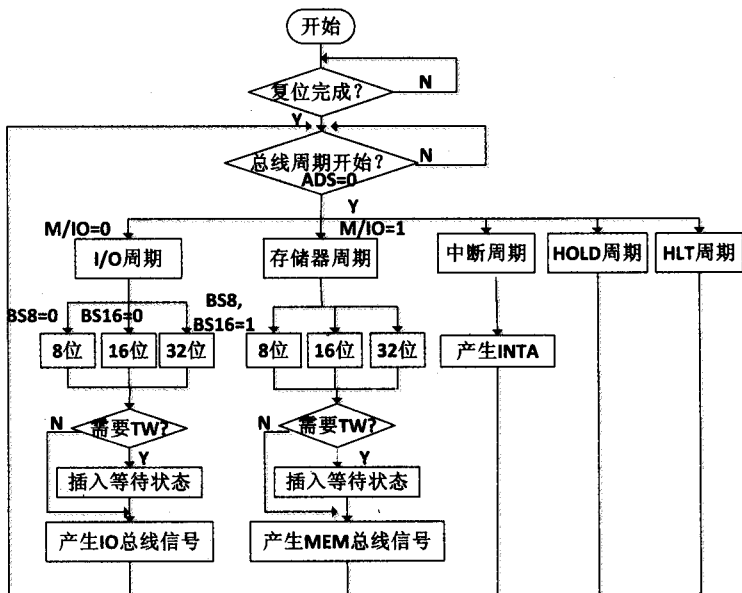 开始
复位完成？
N
Y
总线周期开始？
ADS=0
N
Y
M/IO=0
M/IO=1
I/O周期
存储器周期
中断周期
HOLD周期
HLT周期
BS8=0
BS16=0
BS8,
BS16=1
8位
16位
32位
8位
16位
32位
产生INTA
需要TW?
N
Y
需要TW?
N
Y
插入等待状态
插入等待状态
产生IO总线信号
产生MEM总线信号